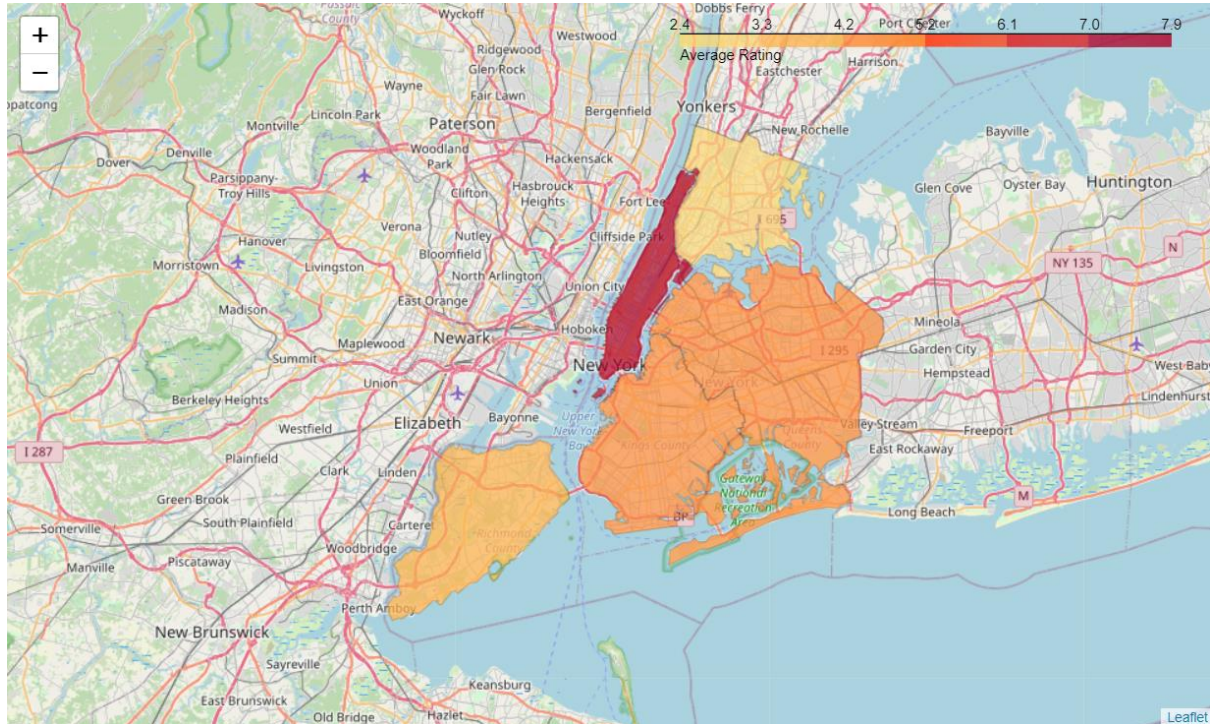 Passaic
County
Wyckoff
Dobbs Ferry
2.4
3.3
4.2
Port Chester
5.2
6.1
7.0
7.9
Average Rating
+
−
Westwood
Ridgewood
Glen Rock
Eastchester
Harrison
Wayne
Fair Lawn
Lincoln Park
Bergenfield
Yonkers
Montville
Paterson
New Rochelle
Bayville
Denville
Woodland
Park
Hackensack
Dover
Parsippany-
Troy Hills
Clifton
Hasbrouck
Heights
Fort Lee
Glen Cove
Oyster Bay
Huntington
Verona
Nutley
Cliffside Park
I 695
Hanover
Bloomfield
N
Morristown
Livingston
North Arlington
NY 135
East Orange
Union City
Madison
Maplewood
Newark
Hoboken
Mineola
Summit
New York
I 295
Garden City
Union
Hempstead
West Baby
Berkeley Heights
New York
Lindenhurst
Elizabeth
Bayonne
Upper
New York
Bay
Valley Stream
Freeport
Westfield
Kings County
Queens
County
East Rockaway
I 287
Plainfield
Clark
Linden
Gateway
National
Recreation
Area
M
Green Brook
Long Beach
South Plainfield
Carteret
BP
Somerville
Richmond
County
Woodbridge
Manville
Piscataway
Perth Amboy
New Brunswick
Sayreville
Keansburg
East Brunswick
Old Bridge
Hazlet
Leaflet